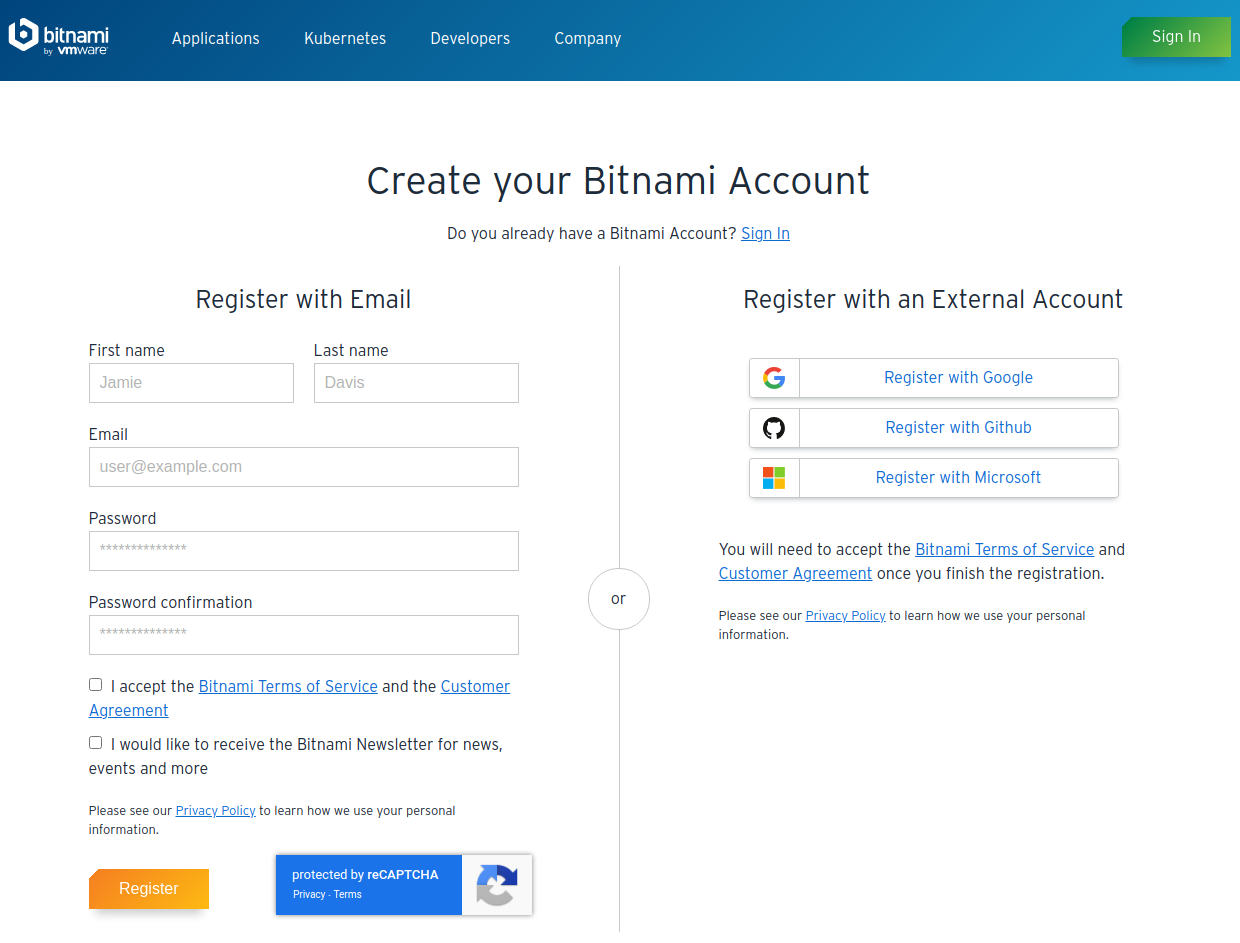 bitnami
by vmware
Applications
Kubernetes
Developers
Company
Sign In
Create your Bitnami Account
Do you already have a Bitnami Account? Sign In
Register with Email
First name
Last name
Jamie
Davis
Email
user@example.com
Password
**************
Password confirmation
**************
I accept the Bitnami Terms of Service and the Customer
Agreement
I would like to receive the Bitnami Newsletter for news,
events and more
Please see our Privacy Policy to learn how we use your personal
information.
Register
protected by reCAPTCHA
Privacy - Terms
or
Register with an External Account
Register with Google
Register with Github
Register with Microsoft
You will need to accept the Bitnami Terms of Service and
Customer Agreement once you finish the registration.
Please see our Privacy Policy to learn how we use your personal
information.